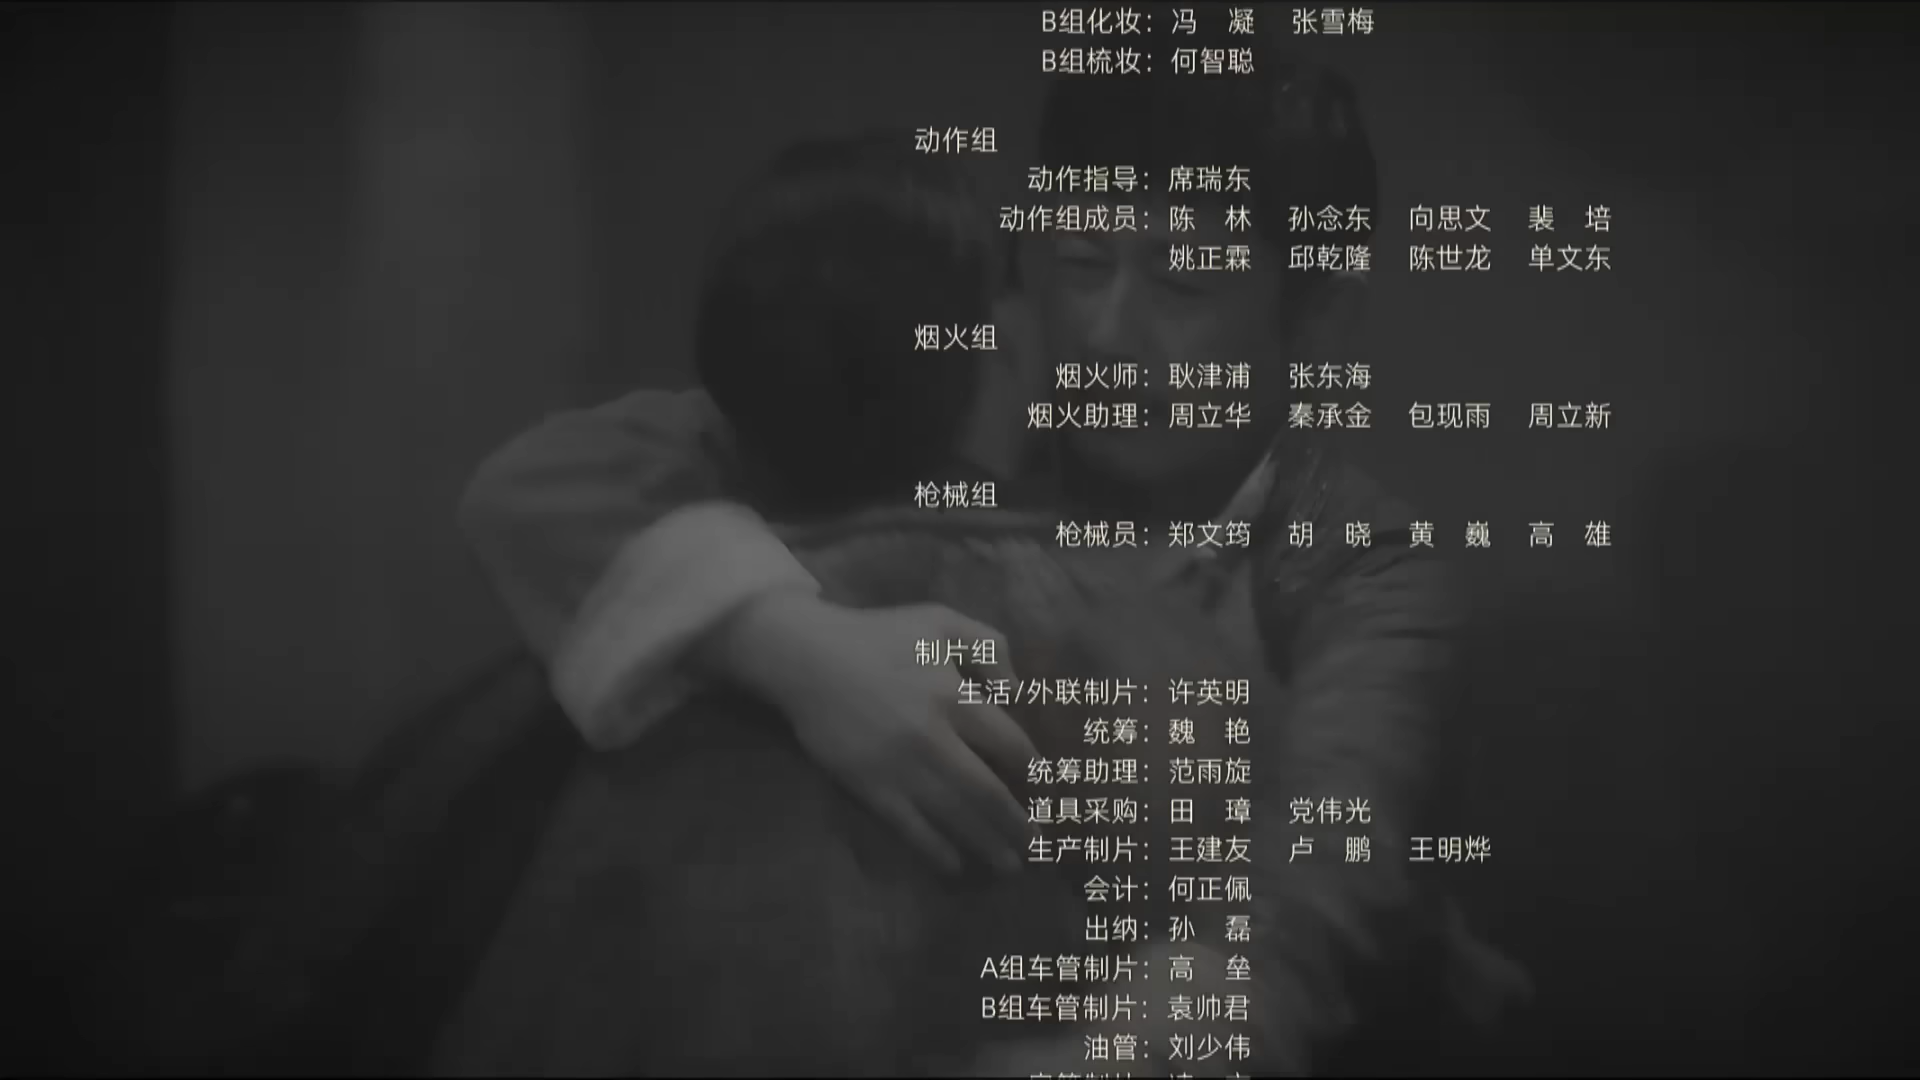 B组化妆：冯　凝　张雪梅
B组梳妆：何智聪
动作组
动作指导：席瑞东
动作组成员：陈　林　孙念东　向思文　裴　培
姚正霖　邱乾隆　陈世龙　单文东
烟火组
烟火师：耿津浦　张东海
烟火助理：周立华　秦承金　包现雨　周立新
枪械组
枪械员：郑文筠　胡　晓　黄　巍　高　雄
制片组
生活/外联制片：许英明
统筹：魏　艳
统筹助理：范雨旋
道具采购：田　璋　党伟光
生产制片：王建友　卢　鹏　王明烨
会计：何正佩
出纳：孙　磊
A组车管制片：高　垒
B组车管制片：袁帅君
油管：刘少伟